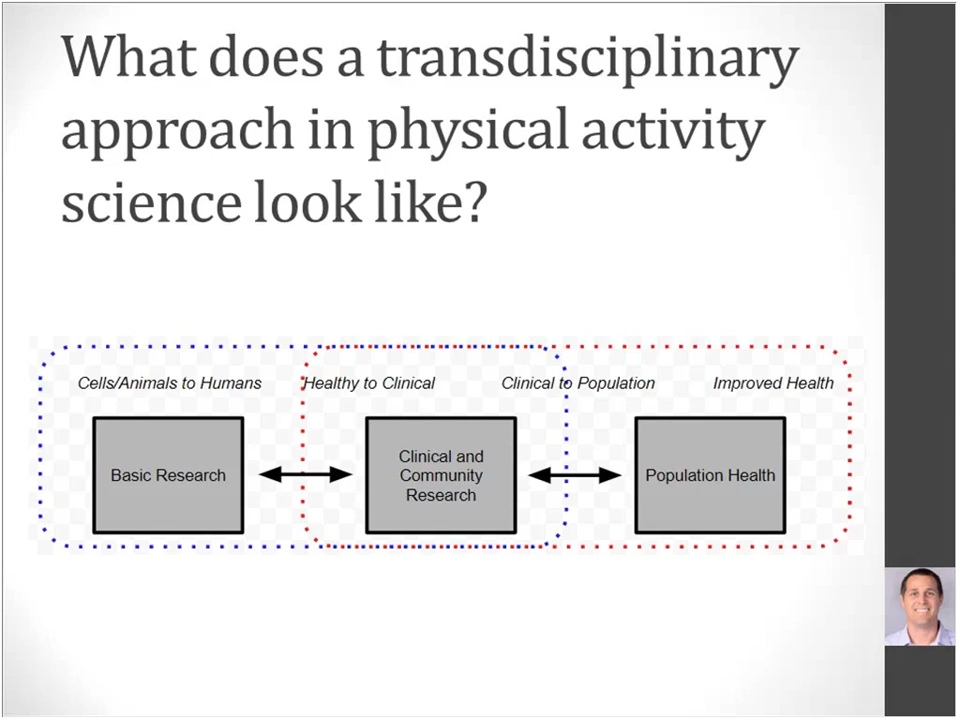 What does a transdisciplinary
approach in physical activity
science look like?
Cells/Animals to Humans
Healthy to Clinical
Clinical to Population
Improved Health
Basic Research
Clinical and
Community
Research
Population Health